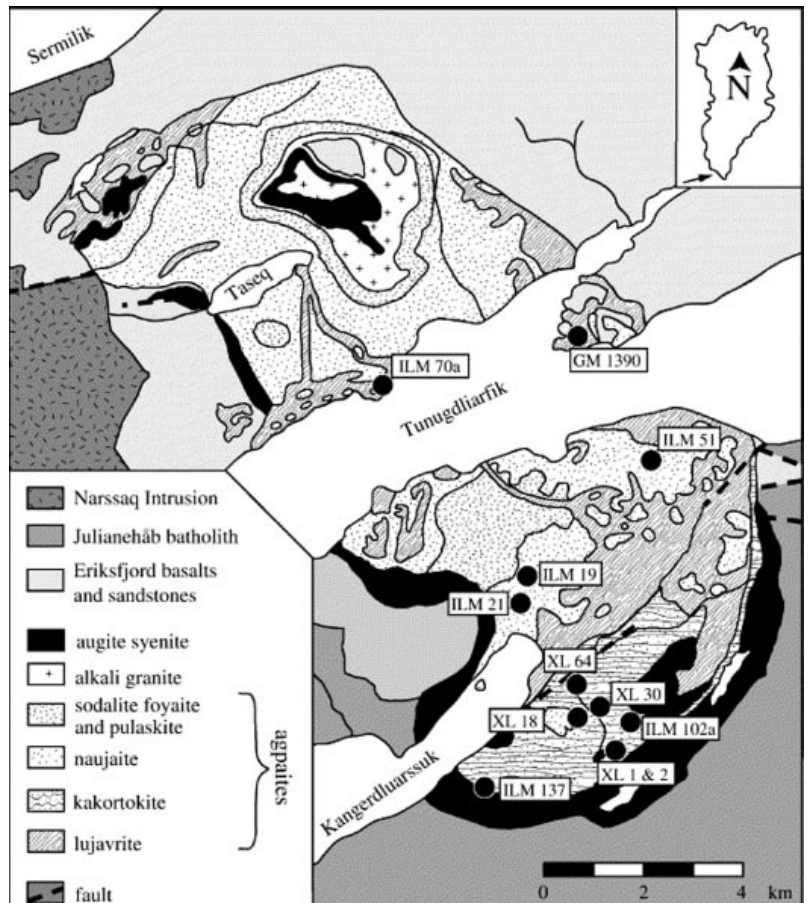 Sermilik
N
Taseq
ILM 70a
GM 1390
Tunugdliarfik
ILM 51
ILM 19
ILM 21
XL 64
XL 30
XL 18
ILM 102a
XL 1 & 2
ILM 137
Kangerdluarssuk
Narssaq Intrusion
Julianehåb batholith
Eriksfjord basalts
and sandstones
augite syenite
alkali granite
sodalite foyaite
and pulaskite
naujaite
kakortokite
lujavrite
agpaites
fault
0 2 4
km